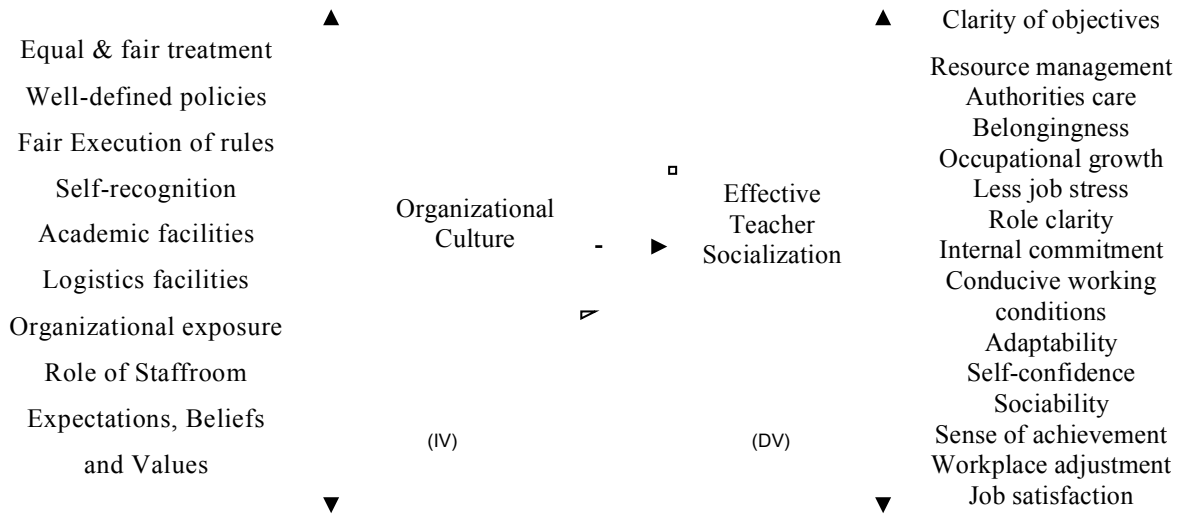 Equal & fair treatment
Well-defined policies
Fair Execution of rules
Self-recognition
Academic facilities
Logistics facilities
Organizational exposure
Role of Staffroom
Expectations, Beliefs
and Values
Organizational
Culture
(IV)
Effective
Teacher
Socialization
(DV)
Clarity of objectives
Resource management
Authorities care
Belongingness
Occupational growth
Less job stress
Role clarity
Internal commitment
Conducive working
conditions
Adaptability
Self-confidence
Sociability
Sense of achievement
Workplace adjustment
Job satisfaction